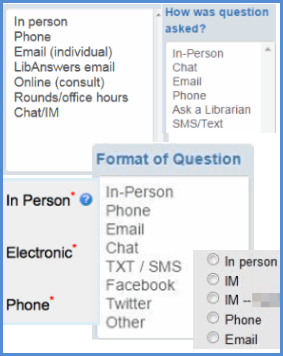 In person
Phone
Email (individual)
LibAnswers email
Online (consult)
Rounds/office hours
Chat/IM
How was question
asked?
In-Person
Chat
Email
Phone
Ask a Librarian
SMS/Text
Format of Question
In-Person
Phone
Email
Chat
TXT / SMS
Facebook
Twitter
Other
In Person* ?
Electronic*
Phone*
In person
IM
IM --
Phone
Email